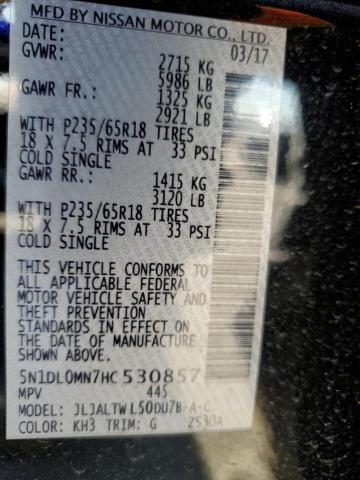 MFD BY NISSAN MOTOR CO., LTD.
DATE: 03/17
GVWR: 2715 KG
5986 LB
GAWR FR.: 1325 KG
2921 LB
WITH P235/65R18 TIRES
18 X 7.5 RIMS AT 33 PSI
COLD SINGLE
GAWR RR.: 1415 KG
3120 LB
WITH P235/65R18 TIRES
18 X 7.5 RIMS AT 33 PSI
COLD SINGLE
THIS VEHICLE CONFORMS TO
ALL APPLICABLE FEDERAL
MOTOR VEHICLE SAFETY AND
THEFT PREVENTION
STANDARDS IN EFFECT ON
THE DATE OF MANUFACTURE
SHOWN ABOVE.
5N1DL0MN7HC530857
MPV 445
MODEL: JLJALTWL50DU7B-A-C
COLOR: KH3 TRIM: G 2530A